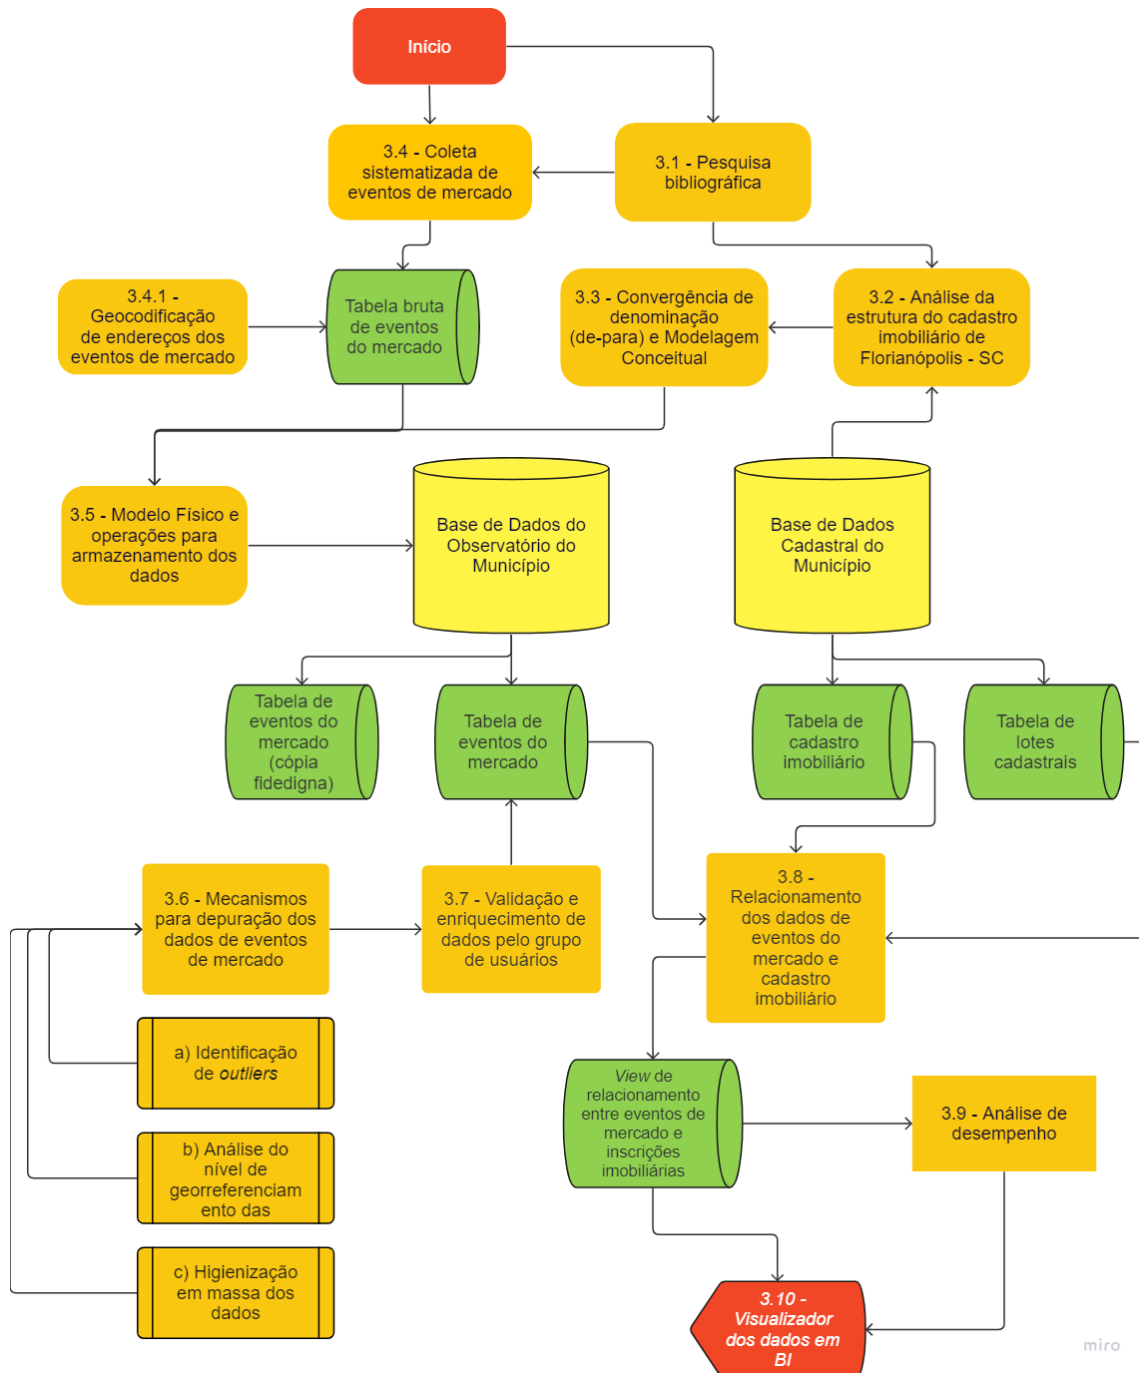 Início
3.4 - Coleta
sistematizada de
eventos de mercado
3.1 - Pesquisa
bibliográfica
3.4.1 -
Geocodificação
de endereços dos
eventos de mercado
Tabela bruta
de eventos
do mercado
3.3 - Convergência de
denominação
(de-para) e Modelagem
Conceitual
3.2 - Análise da
estrutura do cadastro
imobiliário de
Florianópolis - SC
3.5 - Modelo Físico e
operações para
armazenamento dos
dados
Base de Dados do
Observatório do
Município
Base de Dados
Cadastral do
Município
Tabela de
eventos do
mercado
(cópia
fidedigna)
Tabela de
eventos do
mercado
Tabela de
cadastro
imobiliário
Tabela de
lotes
cadastrais
3.6 - Mecanismos
para depuração dos
dados de eventos
de mercado
3.7 - Validação e
enriquecimento de
dados pelo grupo
de usuários
3.8 -
Relacionamento
dos dados de
eventos do
mercado e
cadastro
imobiliário
a) Identificação
de outliers
View de
relacionamento
entre eventos de
mercado e
inscrições
imobiliárias
3.9 - Análise de
desempenho
b) Análise do
nível de
georreferenciam
ento das
c) Higienização
em massa dos
dados
3.10 -
Visualizador
dos dados em
BI
miro